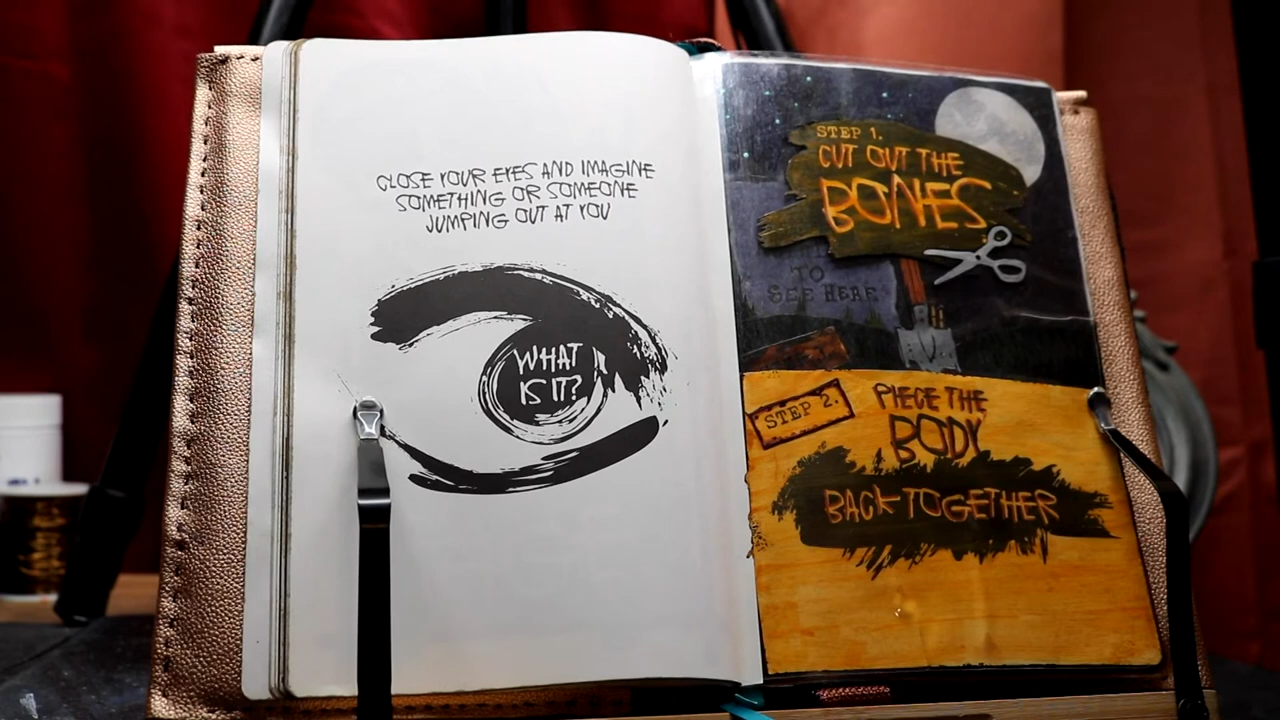 CLOSE YOUR EYES AND IMAGINE
SOMETHING OR SOMEONE
JUMPING OUT AT YOU
WHAT
IS IT?
STEP 1.
CUT OUT THE
BONES
TO
SEE HERE
STEP 2.
PIECE THE
BODY
BACK TOGETHER